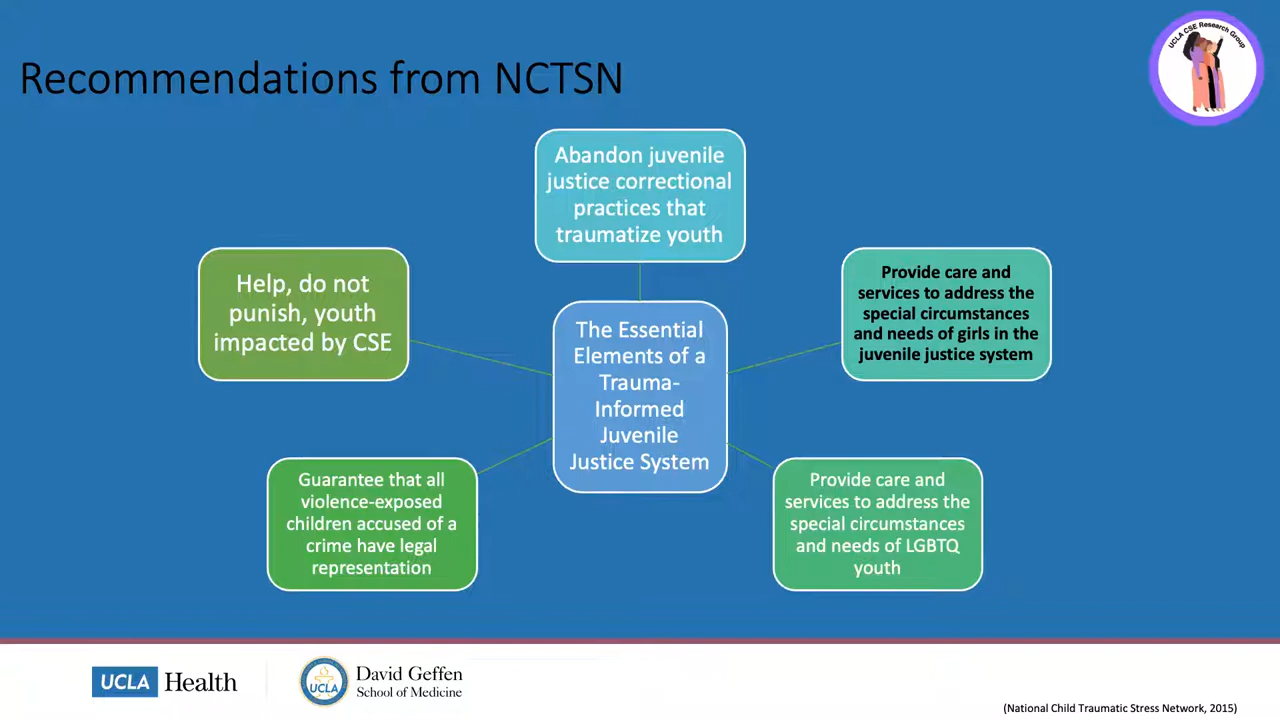 UCLA CSE Research Group
Recommendations from NCTSN
Abandon juvenile
justice correctional
practices that
traumatize youth
Provide care and
services to address the
special circumstances
and needs of girls in the
juvenile justice system
Provide care and
services to address the
special circumstances
and needs of LGBTQ
youth
Guarantee that all
violence-exposed
children accused of a
crime have legal
representation
Help, do not
punish, youth
impacted by CSE
The Essential
Elements of a
Trauma-
Informed
Juvenile
Justice System
UCLA Health
UCLA
David Geffen
School of Medicine
(National Child Traumatic Stress Network, 2015)